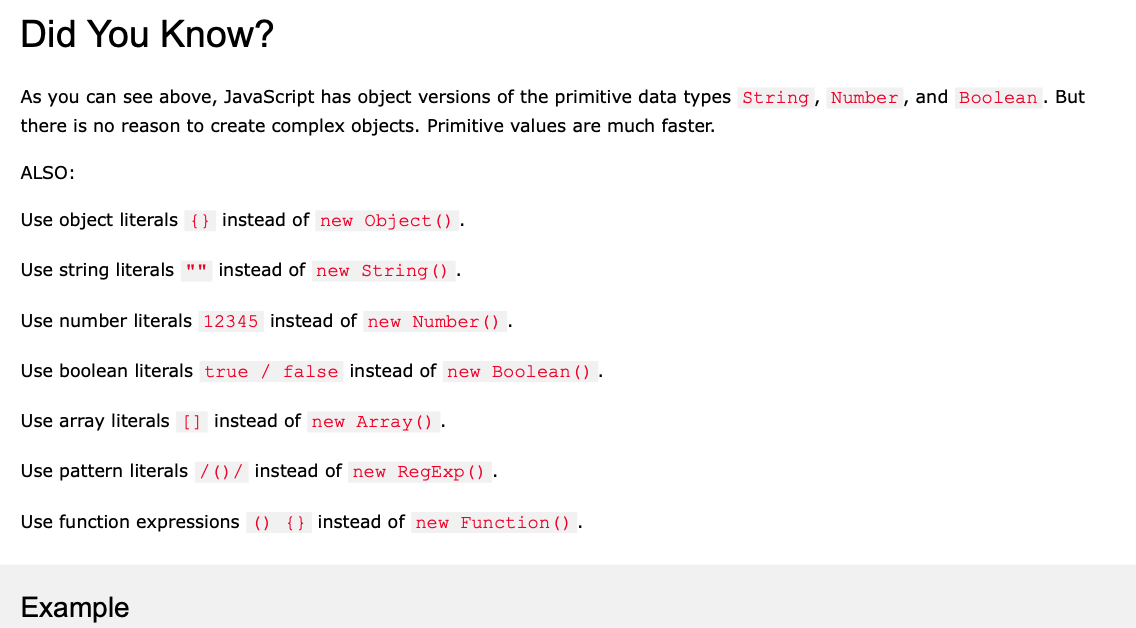 Did You Know?
As you can see above, JavaScript has object versions of the primitive data types String, Number, and Boolean. But
there is no reason to create complex objects. Primitive values are much faster.
ALSO:
Use object literals {} instead of new Object().
Use string literals "" instead of new String().
Use number literals 12345 instead of new Number().
Use boolean literals true / false instead of new Boolean().
Use array literals [] instead of new Array().
Use pattern literals /()/ instead of new RegExp().
Use function expressions () {} instead of new Function().
Example